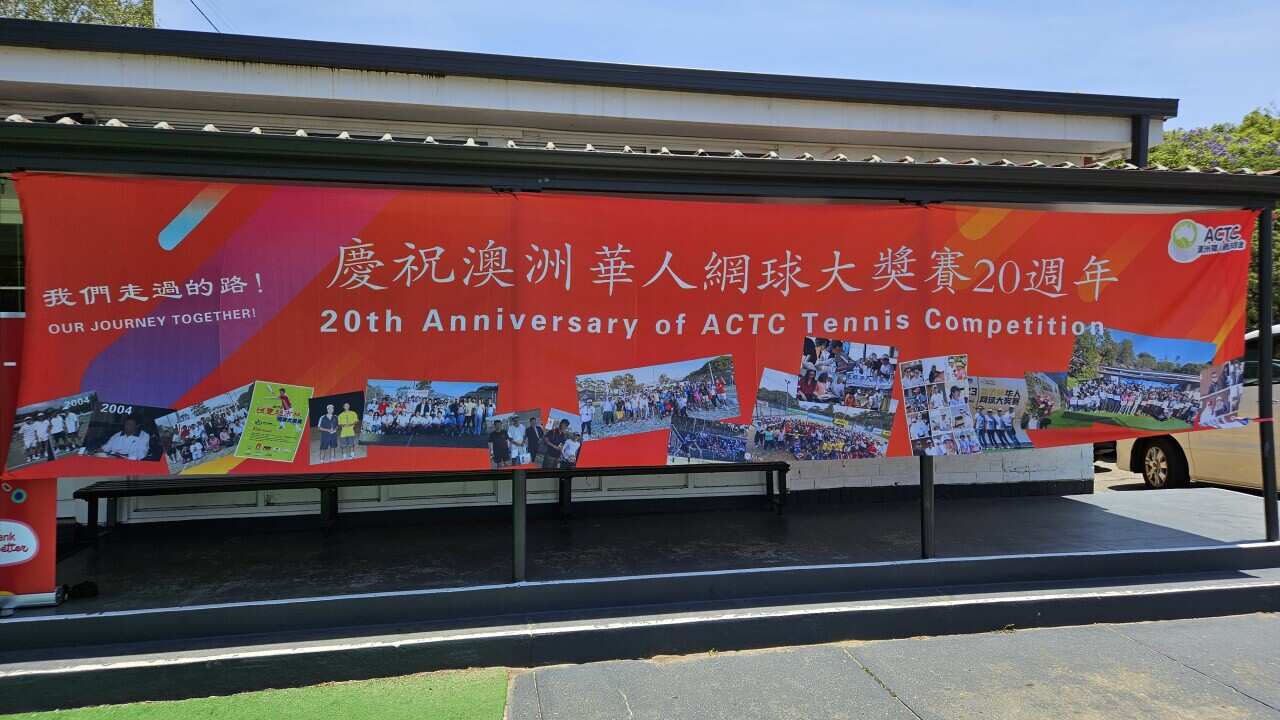 我們走過的路！
OUR JOURNEY TOGETHER!
慶祝澳洲華人網球大獎賽20週年
20th Anniversary of ACTC Tennis Competition
ACTC
2004
2004